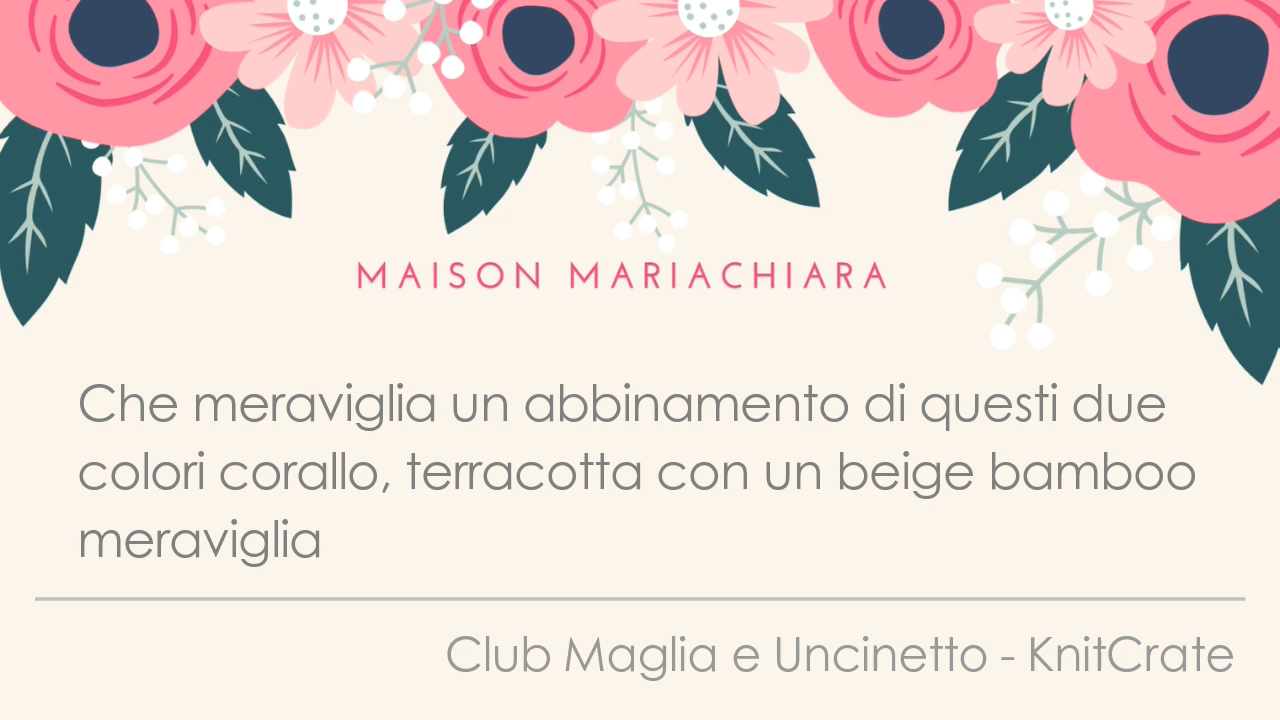 MAISON MARIACHIARA
Che meraviglia un abbinamento di questi due
colori corallo, terracotta con un beige bamboo
meraviglia
Club Maglia e Uncinetto - KnitCrate